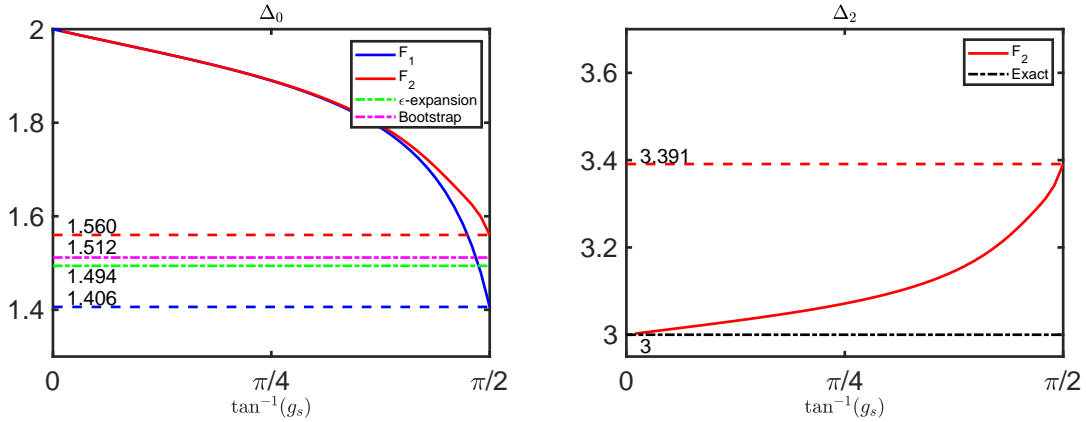 Δ₀
2
1.8
1.6
1.4
F₁
F₂
ϵ-expansion
Bootstrap
1.560
1.512
1.494
1.406
0
π/4
π/2
tan⁻¹(gₛ)
Δ₂
3.6
3.4
3.2
3
F₂
Exact
3.391
3
0
π/4
π/2
tan⁻¹(gₛ)